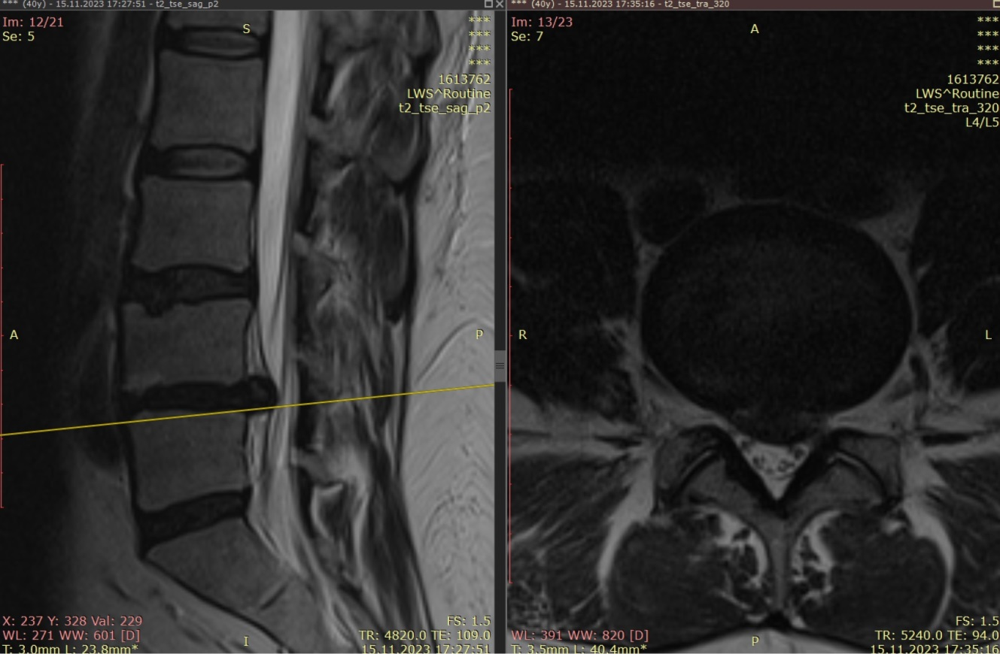 *** (40y) - 15.11.2023 17:27:51 - t2_tse_sag_p2
Im: 12/21
Se: 5
S
***
***
***
***
1613762
LWS^Routine
t2_tse_sag_p2
A
P
X: 237 Y: 328 Val: 229
WL: 271 WW: 601 [D]
T: 3.0mm L: 23.8mm*
I
FS: 1.5
TR: 4820.0 TE: 109.0
15.11.2023 17:27:51
*** (40y) - 15.11.2023 17:35:16 - t2_tse_tra_320
Im: 13/23
Se: 7
A
***
***
***
***
1613762
LWS^Routine
t2_tse_tra_320
L4/L5
R
L
WL: 391 WW: 820 [D]
T: 3.5mm L: 40.4mm*
P
FS: 1.5
TR: 5240.0 TE: 94.0
15.11.2023 17:35:16